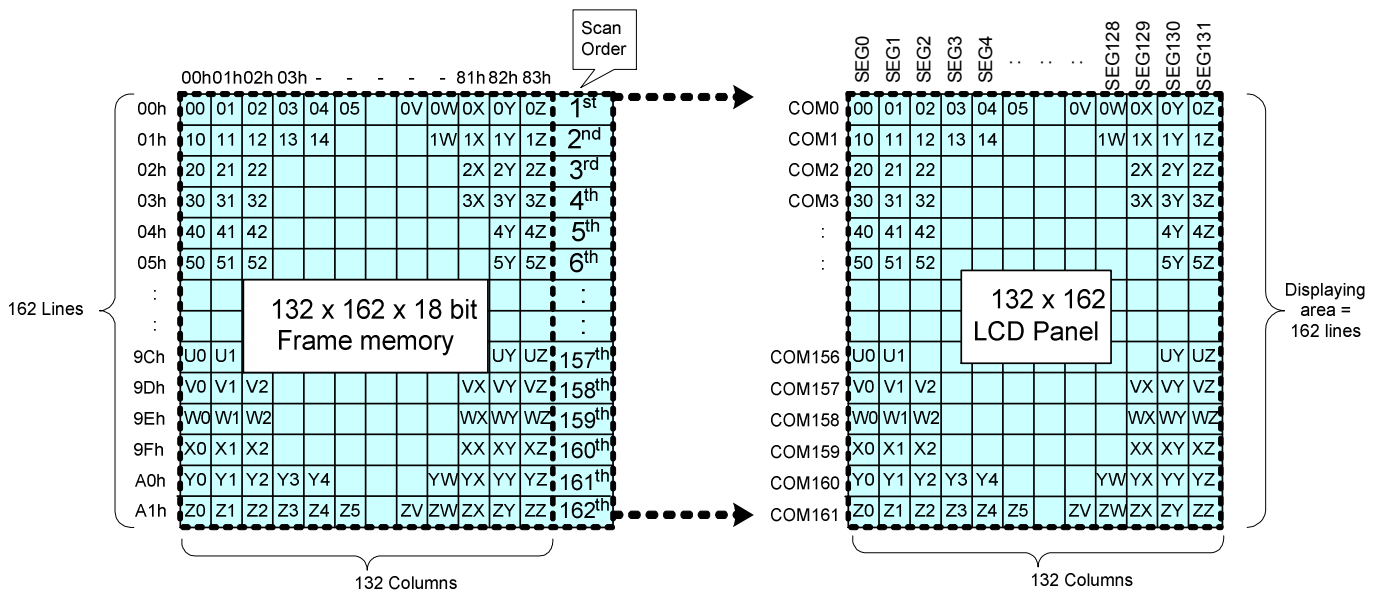 Scan
Order
00h 01h 02h 03h - - - - - 81h 82h 83h
SEG0 SEG1 SEG2 SEG3 SEG4 .. .. .. SEG128 SEG129 SEG130 SEG131
00h 00 01 02 03 04 05 0V 0W 0X 0Y 0Z 1st
COM0 00 01 02 03 04 05 0V 0W 0X 0Y 0Z
01h 10 11 12 13 14 1W 1X 1Y 1Z 2nd
COM1 10 11 12 13 14 1W 1X 1Y 1Z
02h 20 21 22 2X 2Y 2Z 3rd
COM2 20 21 22 2X 2Y 2Z
03h 30 31 32 3X 3Y 3Z 4th
COM3 30 31 32 3X 3Y 3Z
04h 40 41 42 4Y 4Z 5th
: 40 41 42 4Y 4Z
05h 50 51 52 5Y 5Z 6th
: 50 51 52 5Y 5Z
: :
: :
162 Lines
132 x 162 x 18 bit
Frame memory
132 x 162
LCD Panel
Displaying
area =
162 lines
9Ch U0 U1 UY UZ 157th
COM156 U0 U1 UY UZ
9Dh V0 V1 V2 VX VY VZ 158th
COM157 V0 V1 V2 VX VY VZ
9Eh W0 W1 W2 WX WY WZ 159th
COM158 W0 W1 W2 WX WY WZ
9Fh X0 X1 X2 XX XY XZ 160th
COM159 X0 X1 X2 XX XY XZ
A0h Y0 Y1 Y2 Y3 Y4 YW YX YY YZ 161th
COM160 Y0 Y1 Y2 Y3 Y4 YW YX YY YZ
A1h Z0 Z1 Z2 Z3 Z4 Z5 ZV ZW ZX ZY ZZ 162th
COM161 Z0 Z1 Z2 Z3 Z4 Z5 ZV ZW ZX ZY ZZ
132 Columns
132 Columns